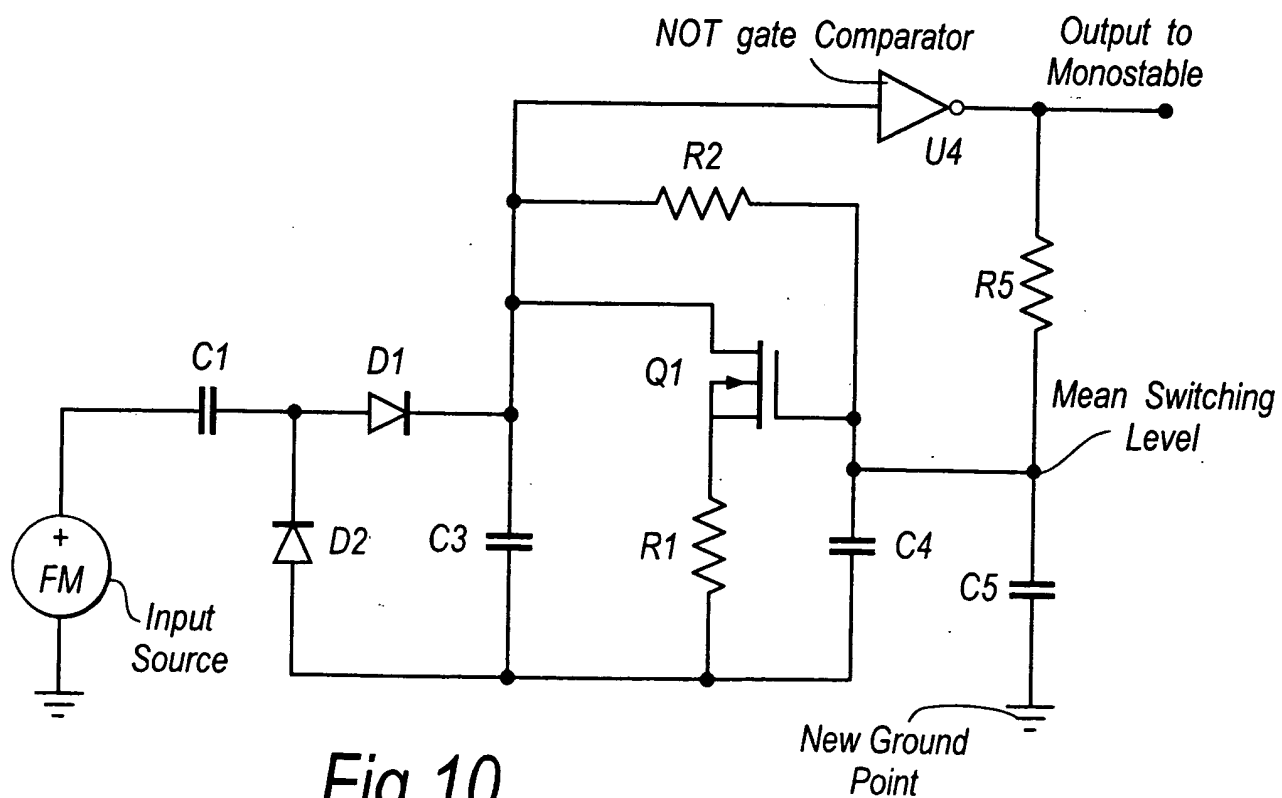 NOT gate Comparator
Output to
Monostable
U4
R2
R5
C1
D1
Q1
Mean Switching
Level
+
FM
D2
C3
R1
C4
C5
Input
Source
New Ground
Point
Fig.10